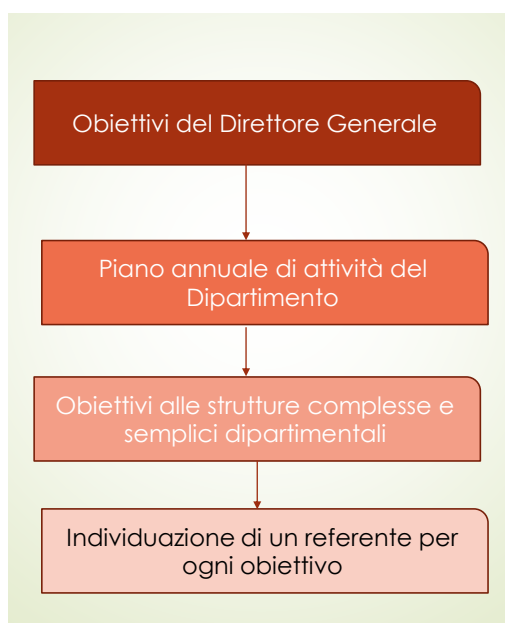 Obiettivi del Direttore Generale
Piano annuale di attività del
Dipartimento
Obiettivi alle strutture complesse e
semplici dipartimentali
Individuazione di un referente per
ogni obiettivo